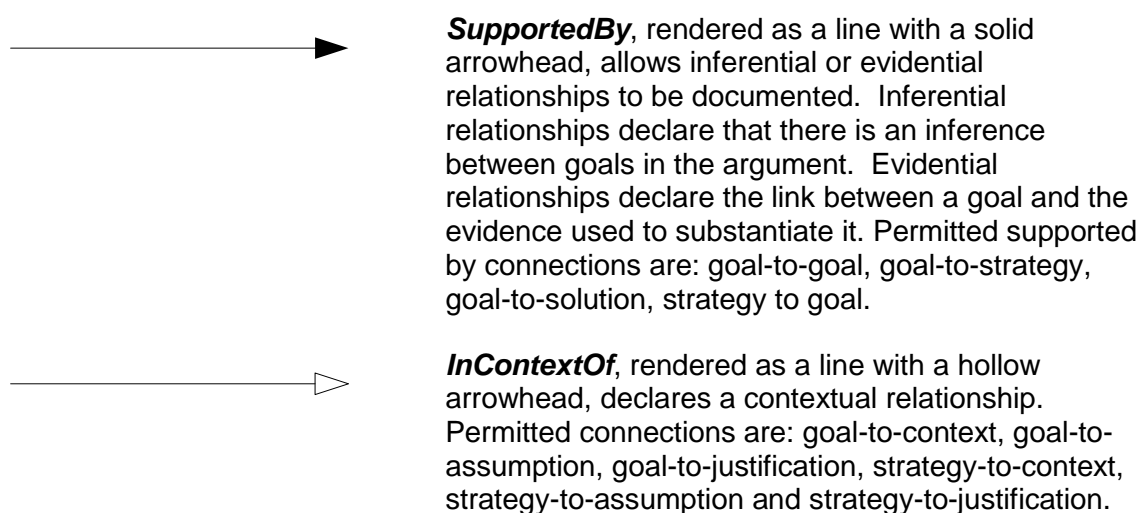 SupportedBy, rendered as a line with a solid
arrowhead, allows inferential or evidential
relationships to be documented.  Inferential
relationships declare that there is an inference
between goals in the argument.  Evidential
relationships declare the link between a goal and the
evidence used to substantiate it. Permitted supported
by connections are: goal-to-goal, goal-to-strategy,
goal-to-solution, strategy to goal.
InContextOf, rendered as a line with a hollow
arrowhead, declares a contextual relationship.
Permitted connections are: goal-to-context, goal-to-
assumption, goal-to-justification, strategy-to-context,
strategy-to-assumption and strategy-to-justification.